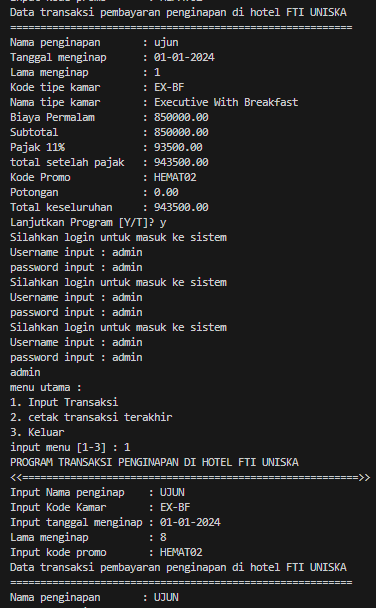 Input kode promo : HEMAT02
Data transaksi pembayaran penginapan di hotel FTI UNISKA
=========================================================
Nama penginapan : ujun
Tanggal menginap : 01-01-2024
Lama menginap : 1
Kode tipe kamar : EX-BF
Nama tipe kamar : Executive With Breakfast
Biaya Permalam : 850000.00
Subtotal : 850000.00
Pajak 11% : 93500.00
total setelah pajak : 943500.00
Kode Promo : HEMAT02
Potongan : 0.00
Total keseluruhan : 943500.00
Lanjutkan Program [Y/T]? y
Silahkan login untuk masuk ke sistem
Username input : admin
password input : admin
Silahkan login untuk masuk ke sistem
Username input : admin
password input : admin
Silahkan login untuk masuk ke sistem
Username input : admin
password input : admin
admin
menu utama :
1. Input Transaksi
2. cetak transaksi terakhir
3. Keluar
input menu [1-3] : 1
PROGRAM TRANSAKSI PENGINAPAN DI HOTEL FTI UNISKA
<<========================================================>>
Input Nama penginap : UJUN
Input Kode Kamar : EX-BF
Input tanggal menginap : 01-01-2024
Lama menginap : 8
Input kode promo : HEMAT02
Data transaksi pembayaran penginapan di hotel FTI UNISKA
=========================================================
Nama penginapan : UJUN